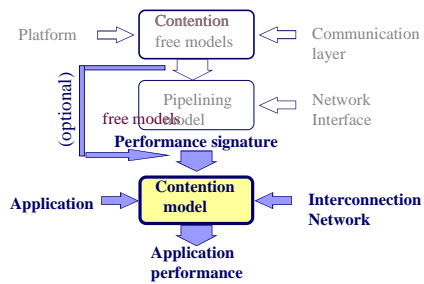 Contention
Platform
free models
Communication
layer
(optional)
Pipelining
model
Network
Interface
free models
Performance signature
Contention
model
Application
Interconnection
Network
Application
performance